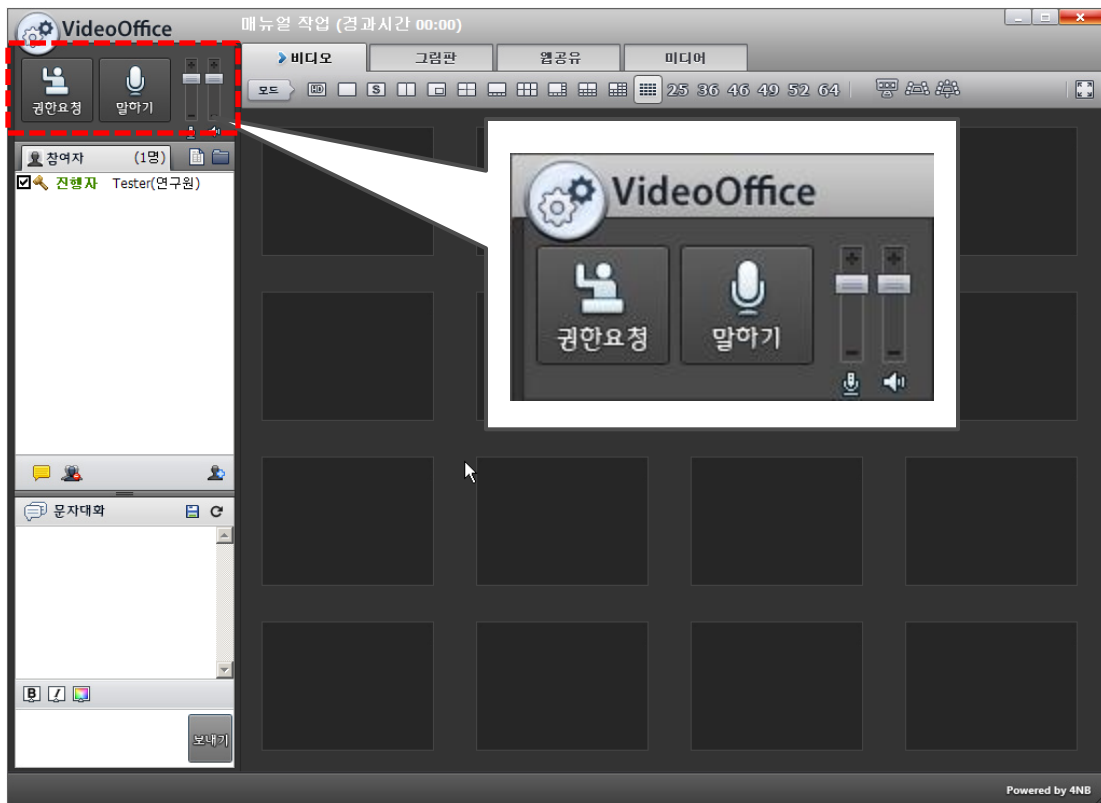 VideoOffice
매뉴얼 작업 (경과시간 00:00)
비디오
그림판
웹공유
미디어
권한요청
말하기
모드
HD
S
25 36 46 49 52 64
참여자 (1명)
진행자 Tester(연구원)
VideoOffice
권한요청
말하기
문자대화
B I
보내기
Powered by 4NB